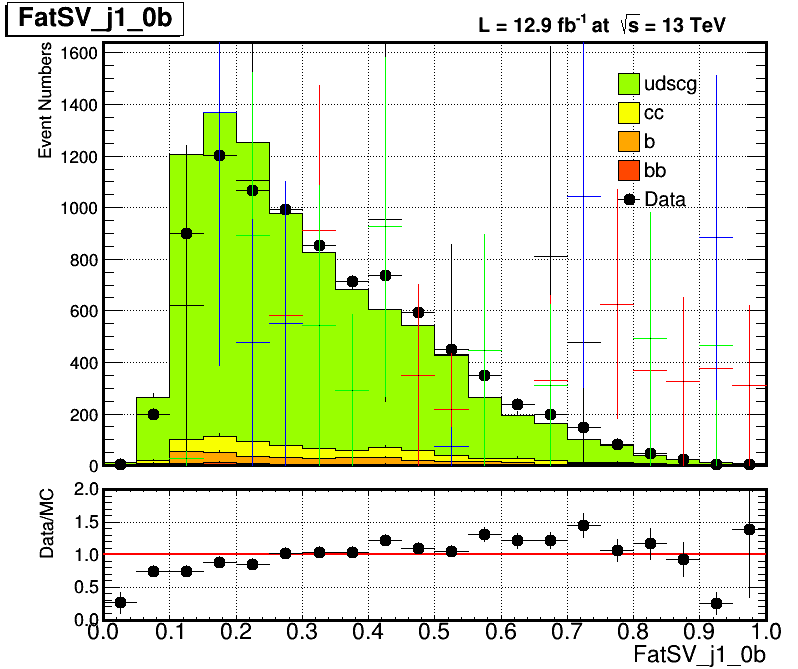 FatSV_j1_0b
L = 12.9 fb-1 at √s = 13 TeV
Event Numbers
1600
1400
1200
1000
800
600
400
200
0
udscg
cc
b
bb
Data
Data/MC
2.0
1.5
1.0
0.5
0.0
0.0 0.1 0.2 0.3 0.4 0.5 0.6 0.7 0.8 0.9 1.0
FatSV_j1_0b